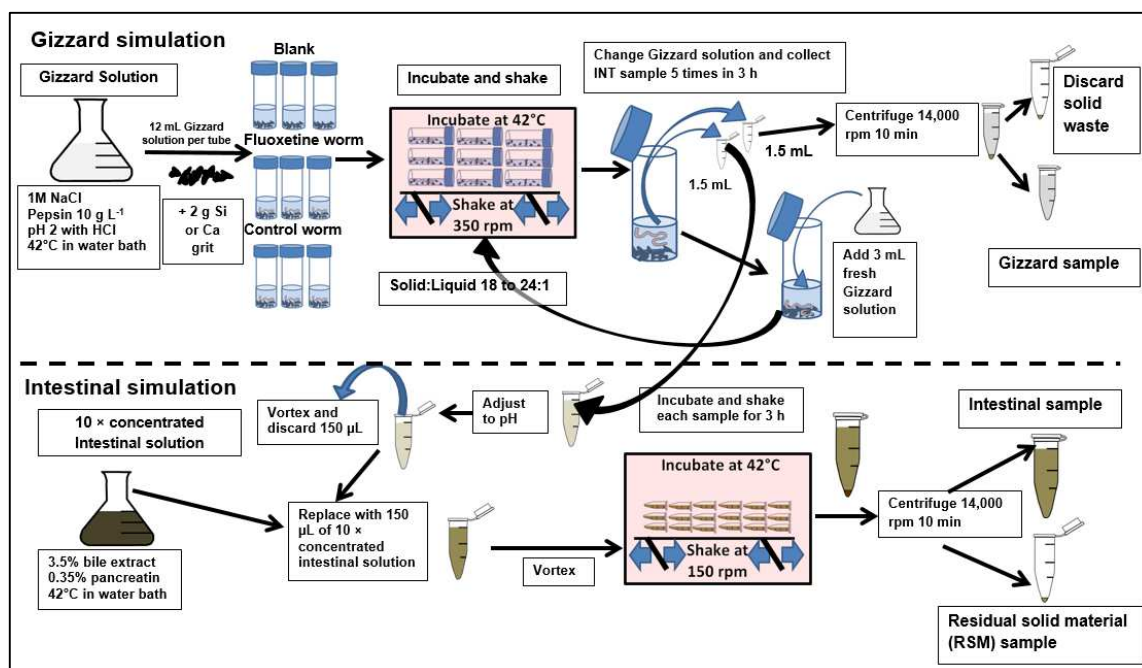 Gizzard simulation
Gizzard Solution
1M NaCl
Pepsin 10 g L⁻¹
pH 2 with HCl
42°C in water bath
12 mL Gizzard
solution per tube
+ 2 g Si
or Ca
grit
Blank
Fluoxetine worm
Control worm
Incubate and shake
Incubate at 42°C
Shake at
350 rpm
Solid:Liquid 18 to 24:1
Change Gizzard solution and collect
INT sample 5 times in 3 h
1.5 mL
1.5 mL
Add 3 mL
fresh
Gizzard
solution
Centrifuge 14,000
rpm 10 min
Discard
solid
waste
Gizzard sample
Intestinal simulation
10 × concentrated
Intestinal solution
3.5% bile extract
0.35% pancreatin
42°C in water bath
Vortex and
discard 150 µL
Adjust
to pH
Replace with 150
µL of 10 ×
concentrated
intestinal solution
Vortex
Incubate and shake
each sample for 3 h
Incubate at 42°C
Shake at
150 rpm
Centrifuge 14,000
rpm 10 min
Intestinal sample
Residual solid material
(RSM) sample